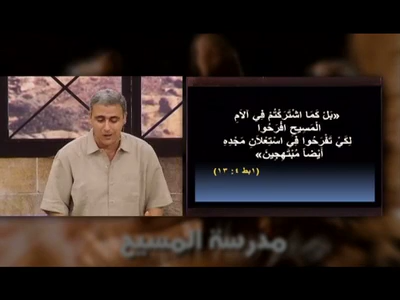 «بَلْ كَمَا اشْتَرَكْتُمْ فِي آلاَمِ
الْمَسِيحِ افْرَحُوا
لِكَيْ تَفْرَحُوا فِي اسْتِعْلاَنِ مَجْدِهِ
أَيْضاً مُبْتَهِجِينَ»
(١بط ٤ : ١٣)
مدرسة المسيح